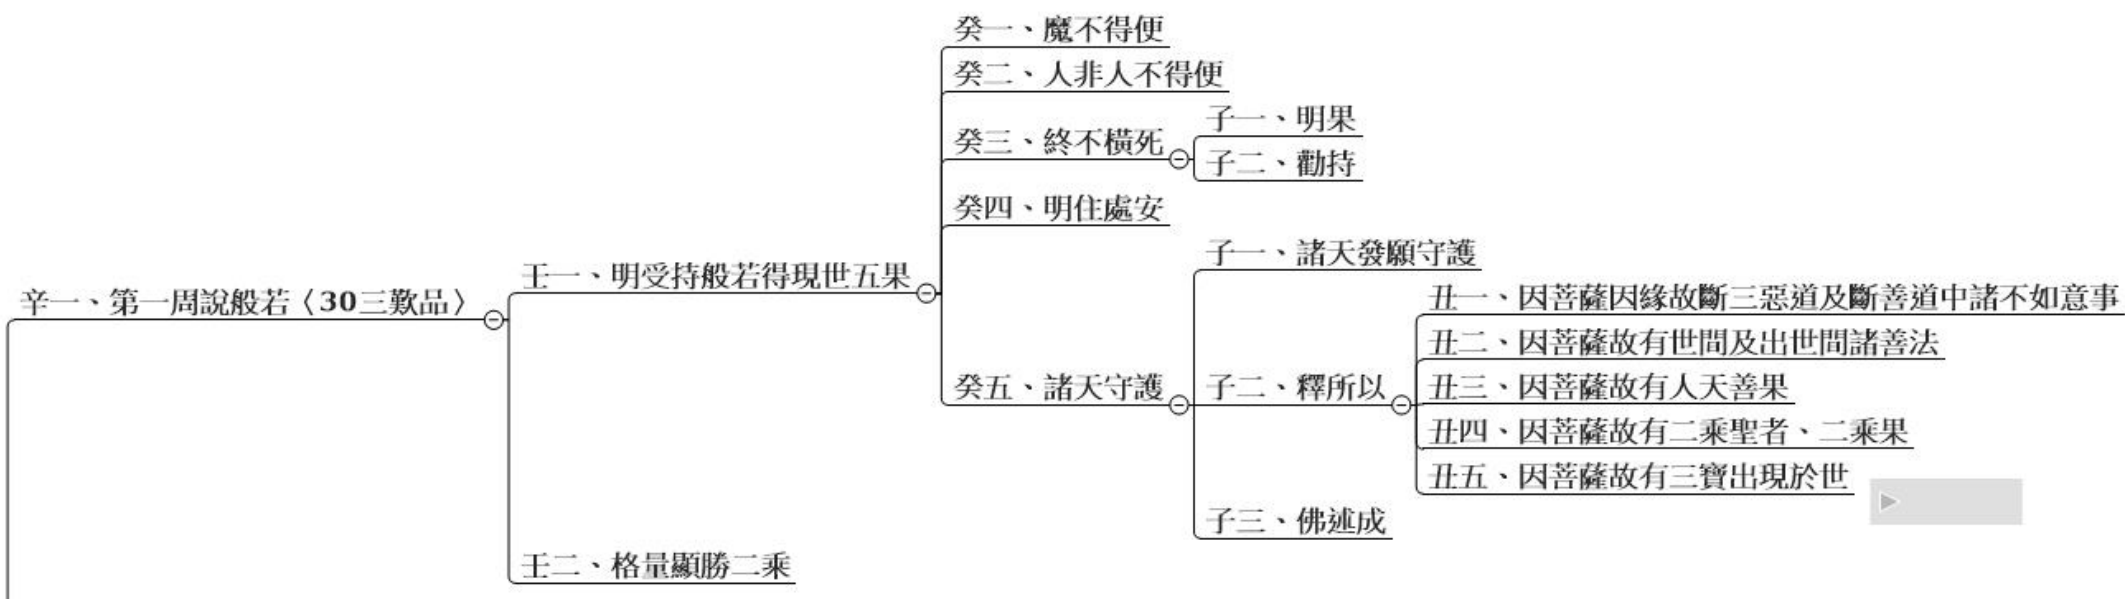 辛一、第一周說般若〈30三歎品〉
壬一、明受持般若得現世五果
癸一、魔不得便
癸二、人非人不得便
癸三、終不橫死
子一、明果
子二、勸持
癸四、明住處安
癸五、諸天守護
子一、諸天發願守護
子二、釋所以
丑一、因菩薩因緣故斷三惡道及斷善道中諸不如意事
丑二、因菩薩故有世間及出世間諸善法
丑三、因菩薩故有人天善果
丑四、因菩薩故有二乘聖者、二乘果
丑五、因菩薩故有三寶出現於世
子三、佛述成
壬二、格量顯勝二乘